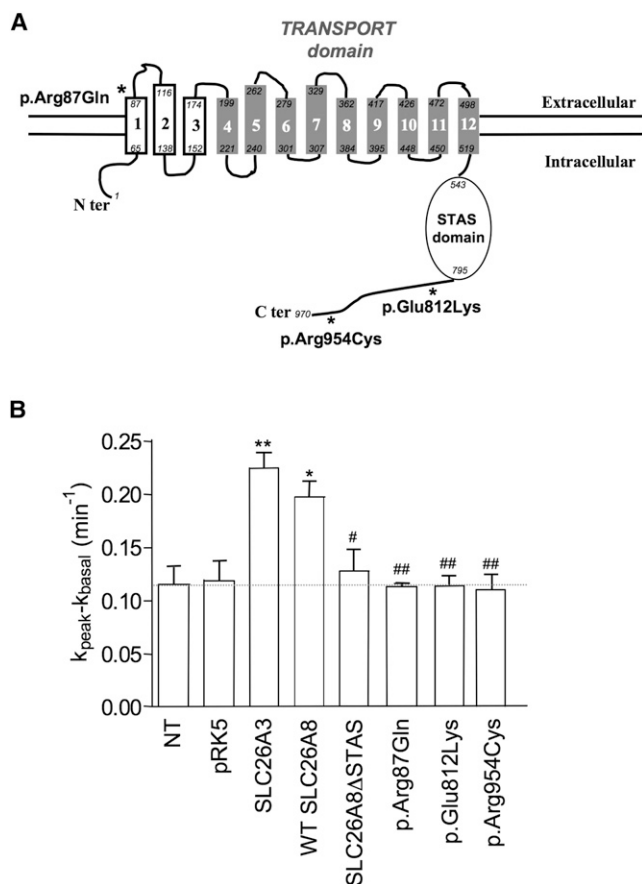 A
TRANSPORT
domain
p.Arg87Gln *
87 116 174 199 262 279 329 362 417 426 472 498
Extracellular
1 2 3 4 5 6 7 8 9 10 11 12
65 138 152 221 240 301 307 384 395 448 450 519
Intracellular
N ter 1
543
STAS
domain
795
*
p.Glu812Lys
C ter 970
*
p.Arg954Cys
B
kpeak-kbasal (min-1)
0.25
0.20
0.15
0.10
0.05
0.00
** * # ## ## ##
NT
pRK5
SLC26A3
WT SLC26A8
SLC26A8ΔSTAS
p.Arg87Gln
p.Glu812Lys
p.Arg954Cys